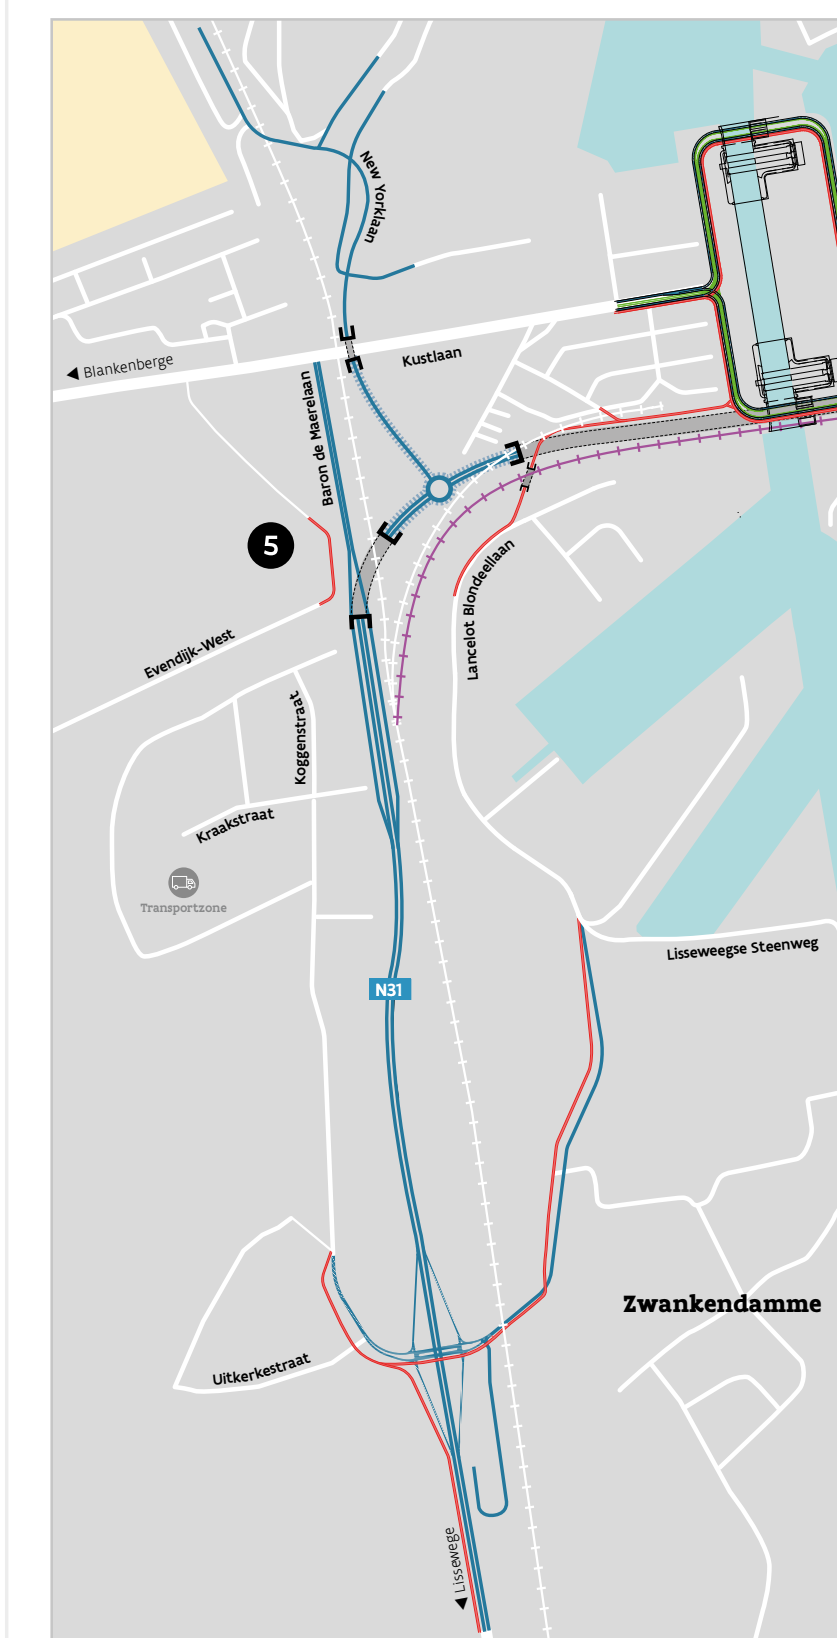 New Yorklaan
Kustlaan
Blankenberge
Baron de Maerelaan
5
Lancelot Blondeellaan
Evendijk-West
Koggenstraat
Kraakstraat
Transportzone
Lisseweegse Steenweg
N31
Zwankendamme
Uitkerkestraat
Lissewege